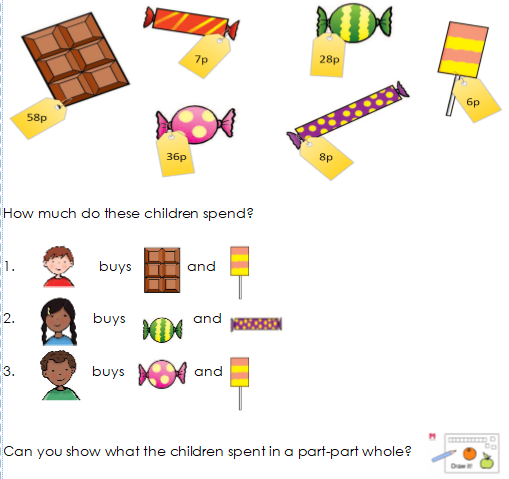 58p
7p
28p
6p
36p
8p
How much do these children spend?
1. buys and
2. buys and
3. buys and
Can you show what the children spent in a part-part whole?
Draw it!